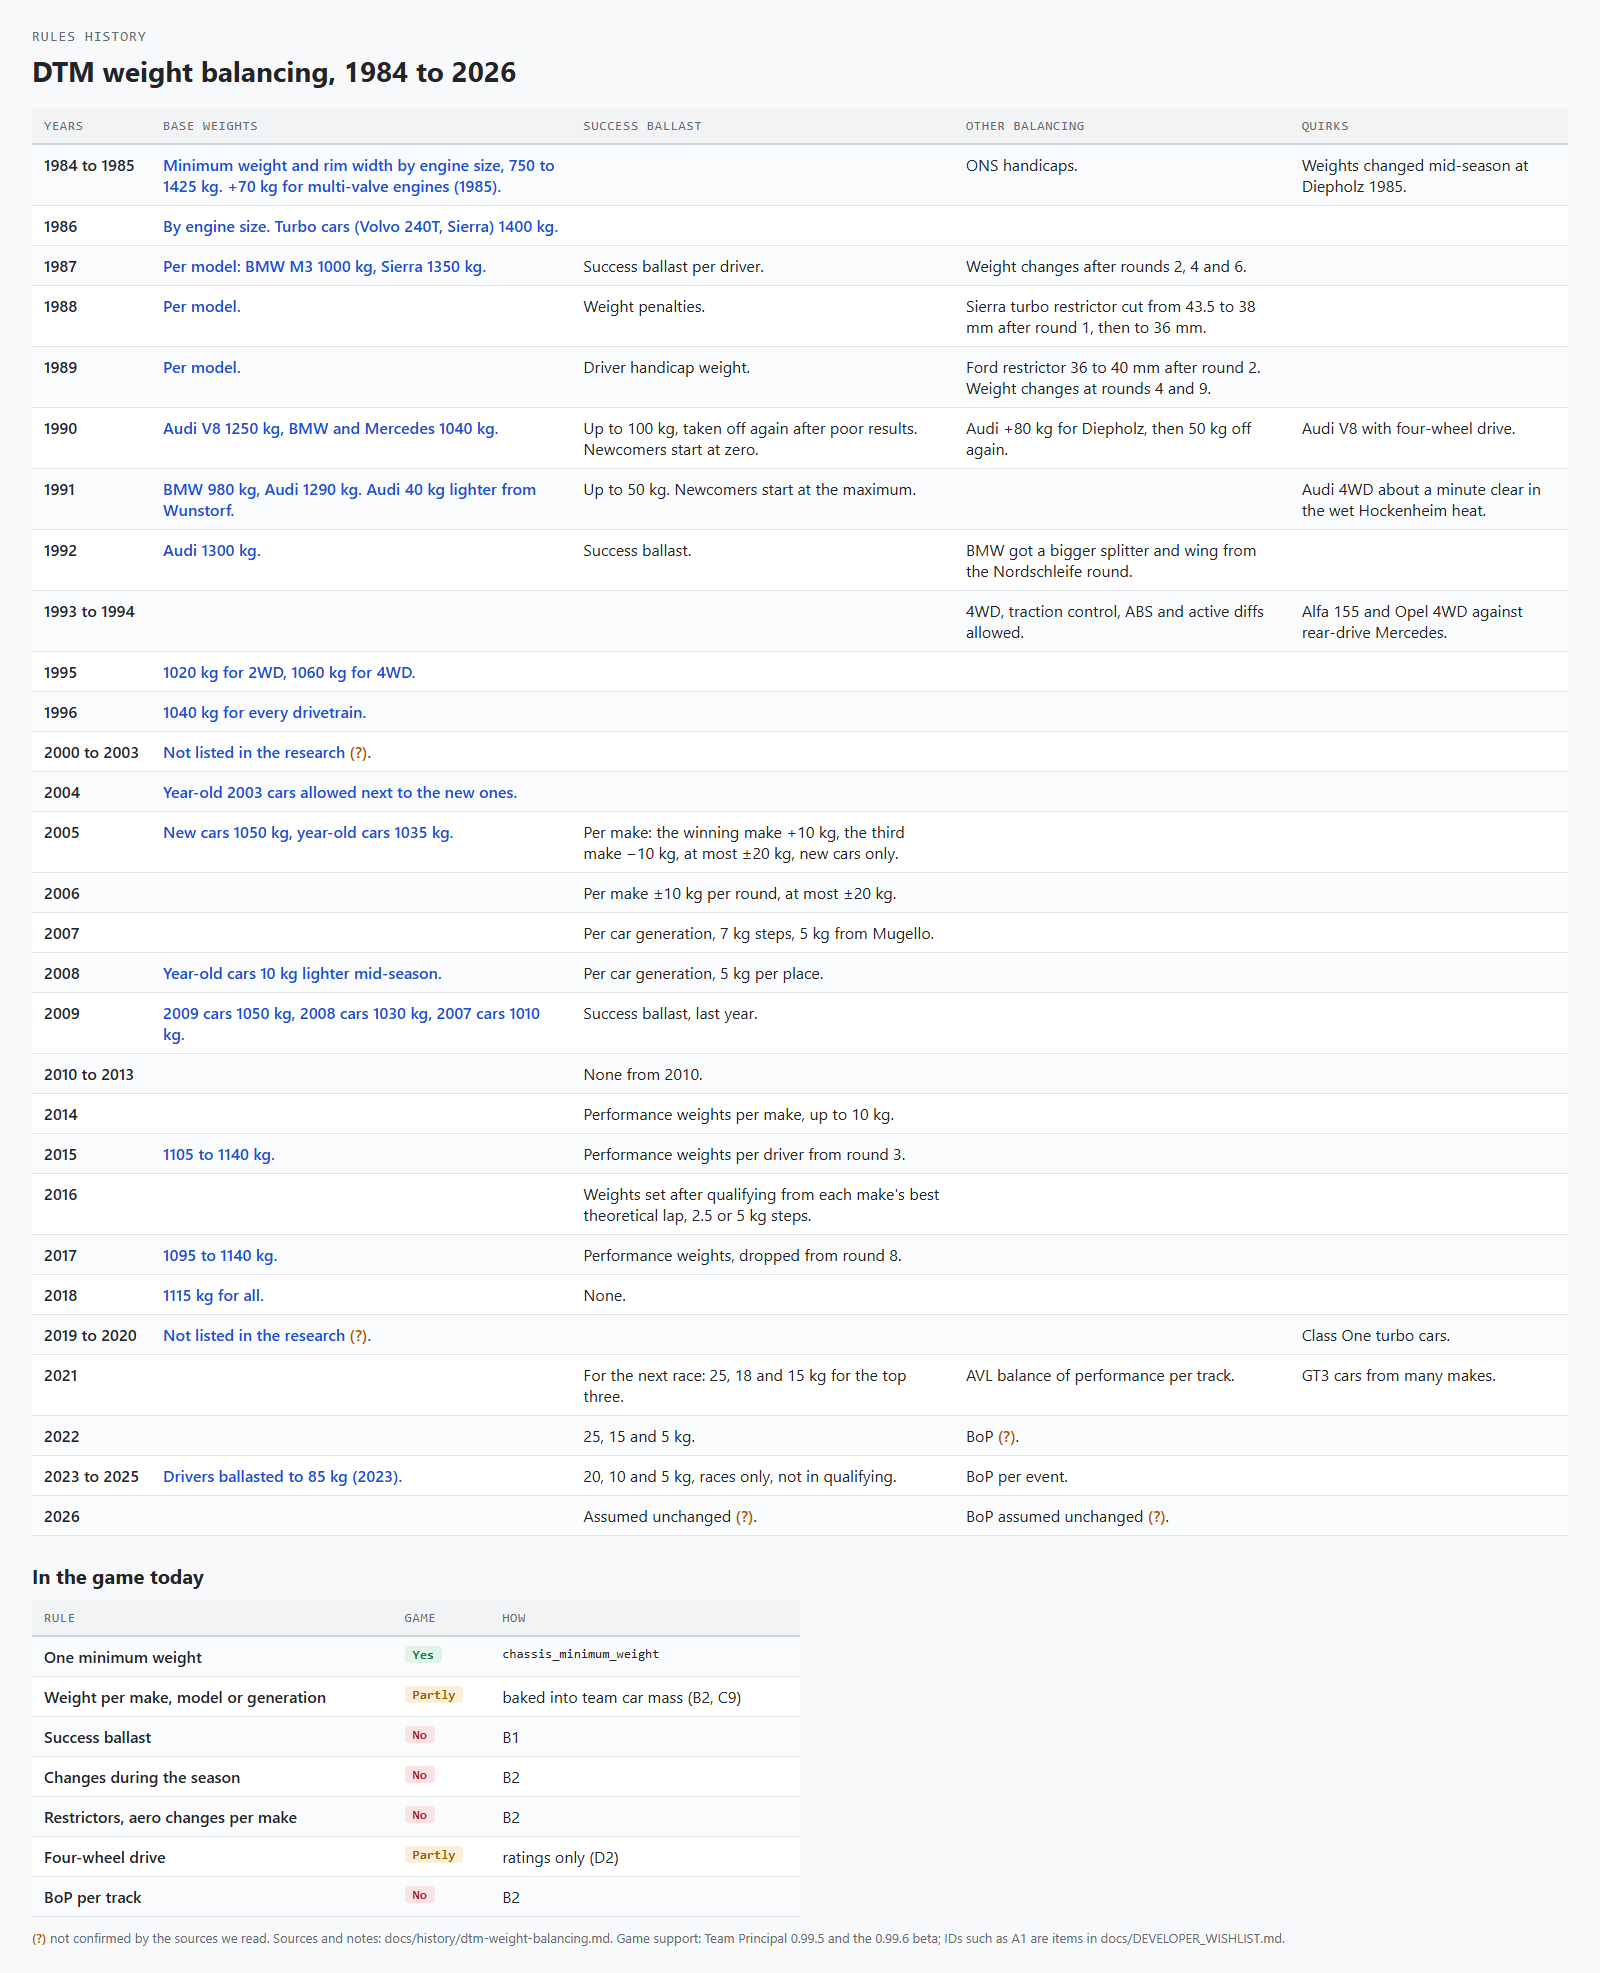 RULES HISTORY
DTM weight balancing, 1984 to 2026
YEARS BASE WEIGHTS SUCCESS BALLAST OTHER BALANCING QUIRKS
1984 to 1985 Minimum weight and rim width by engine size, 750 to ONS handicaps. Weights changed mid-season at
1425 kg. +70 kg for multi-valve engines (1985). Diepholz 1985.
1986 By engine size. Turbo cars (Volvo 240T, Sierra) 1400 kg.
1987 Per model: BMW M3 1000 kg, Sierra 1350 kg. Success ballast per driver. Weight changes after rounds 2, 4 and 6.
1988 Per model. Weight penalties. Sierra turbo restrictor cut from 43.5 to 38
mm after round 1, then to 36 mm.
1989 Per model. Driver handicap weight. Ford restrictor 36 to 40 mm after round 2.
Weight changes at rounds 4 and 9.
1990 Audi V8 1250 kg, BMW and Mercedes 1040 kg. Up to 100 kg, taken off again after poor results. Audi +80 kg for Diepholz, then 50 kg off Audi V8 with four-wheel drive.
Newcomers start at zero. again.
1991 BMW 980 kg, Audi 1290 kg. Audi 40 kg lighter from Up to 50 kg. Newcomers start at the maximum. Audi 4WD about a minute clear in
Wunstorf. the wet Hockenheim heat.
1992 Audi 1300 kg. Success ballast. BMW got a bigger splitter and wing from
the Nordschleife round.
1993 to 1994 4WD, traction control, ABS and active diffs Alfa 155 and Opel 4WD against
allowed. rear-drive Mercedes.
1995 1020 kg for 2WD, 1060 kg for 4WD.
1996 1040 kg for every drivetrain.
2000 to 2003 Not listed in the research (?).
2004 Year-old 2003 cars allowed next to the new ones.
2005 New cars 1050 kg, year-old cars 1035 kg. Per make: the winning make +10 kg, the third
make −10 kg, at most ±20 kg, new cars only.
2006 Per make ±10 kg per round, at most ±20 kg.
2007 Per car generation, 7 kg steps, 5 kg from Mugello.
2008 Year-old cars 10 kg lighter mid-season. Per car generation, 5 kg per place.
2009 2009 cars 1050 kg, 2008 cars 1030 kg, 2007 cars 1010 Success ballast, last year.
kg.
2010 to 2013 None from 2010.
2014 Performance weights per make, up to 10 kg.
2015 1105 to 1140 kg. Performance weights per driver from round 3.
2016 Weights set after qualifying from each make's best
theoretical lap, 2.5 or 5 kg steps.
2017 1095 to 1140 kg. Performance weights, dropped from round 8.
2018 1115 kg for all. None.
2019 to 2020 Not listed in the research (?). Class One turbo cars.
2021 For the next race: 25, 18 and 15 kg for the top AVL balance of performance per track. GT3 cars from many makes.
three.
2022 25, 15 and 5 kg. BoP (?).
2023 to 2025 Drivers ballasted to 85 kg (2023). 20, 10 and 5 kg, races only, not in qualifying. BoP per event.
2026 Assumed unchanged (?). BoP assumed unchanged (?).
In the game today
RULE GAME HOW
One minimum weight Yes chassis_minimum_weight
Weight per make, model or generation Partly baked into team car mass (B2, C9)
Success ballast No B1
Changes during the season No B2
Restrictors, aero changes per make No B2
Four-wheel drive Partly ratings only (D2)
BoP per track No B2
(?) not confirmed by the sources we read. Sources and notes: docs/history/dtm-weight-balancing.md. Game support: Team Principal 0.99.5 and the 0.99.6 beta; IDs such as A1 are items in docs/DEVELOPER_WISHLIST.md.